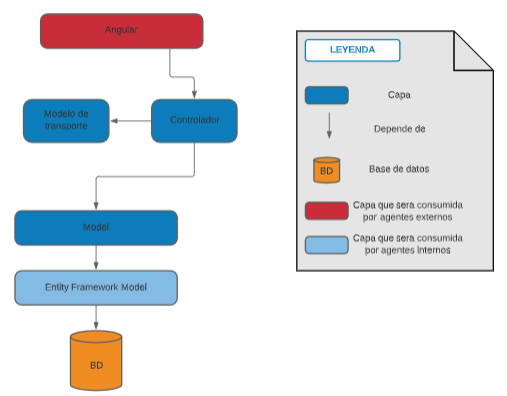 Angular
Modelo de
transporte
Controlador
Model
Entity Framework Model
BD
LEYENDA
Capa
Depende de
BD
Base de datos
Capa que sera consumida
por agentes externos
Capa que sera consumida
por agentes internos